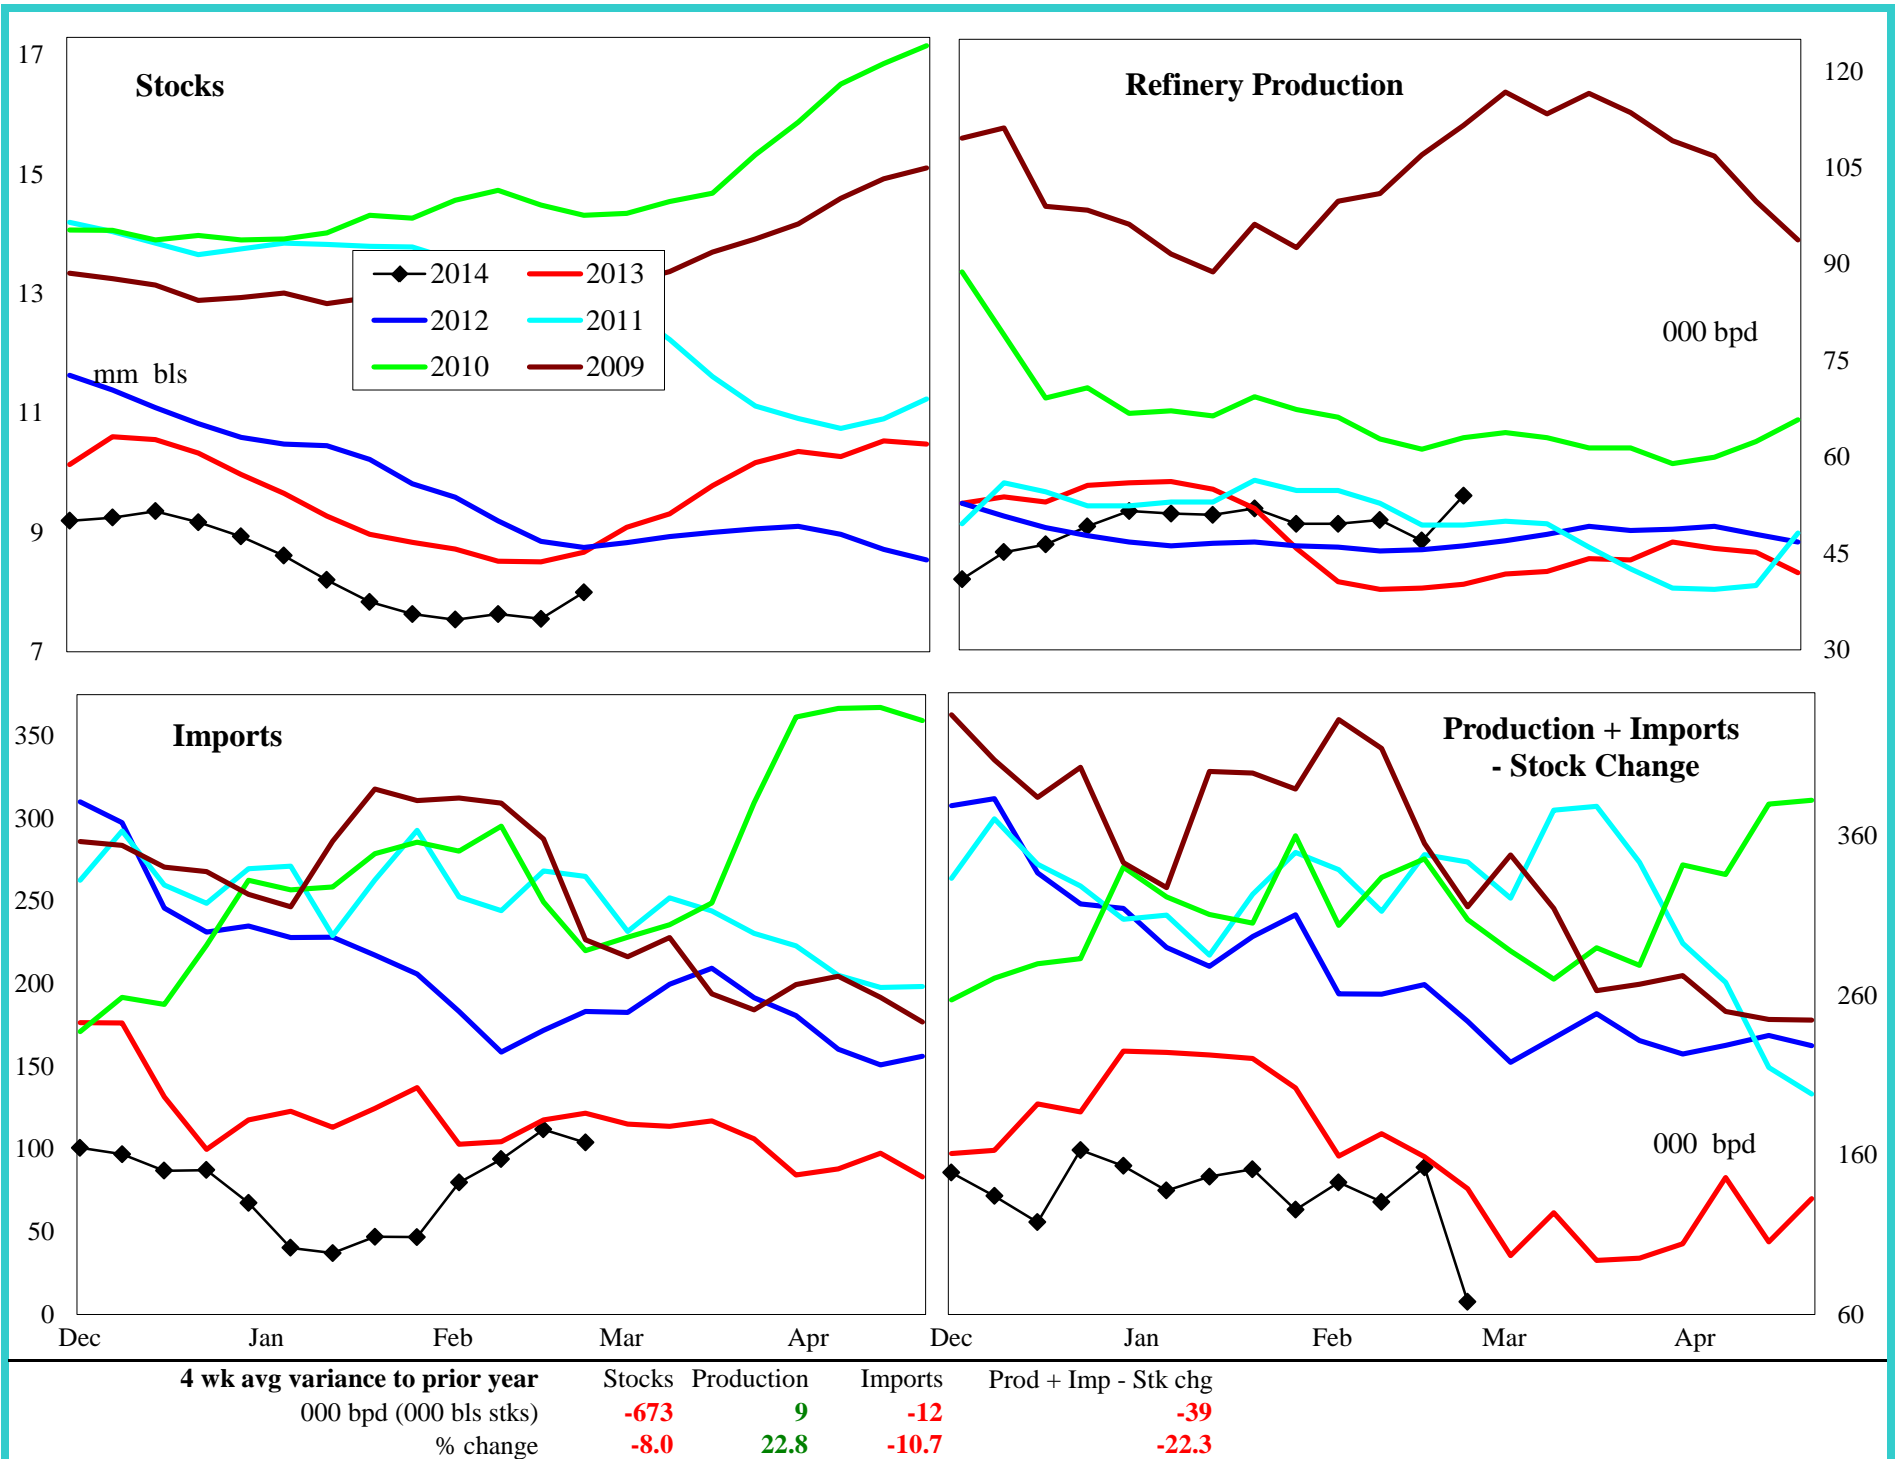 Stocks
17
15
13
11
9
7
mm bls
2014
2013
2012
2011
2010
2009
Refinery Production
000 bpd
120
105
90
75
60
45
30
Imports
350
300
250
200
150
100
50
0
Dec Jan Feb Mar Apr
Production + Imports
- Stock Change
000 bpd
360
260
160
60
Dec Jan Feb Mar Apr
4 wk avg variance to prior year Stocks Production Imports Prod + Imp - Stk chg
000 bpd (000 bls stks) -673 9 -12 -39
% change -8.0 22.8 -10.7 -22.3